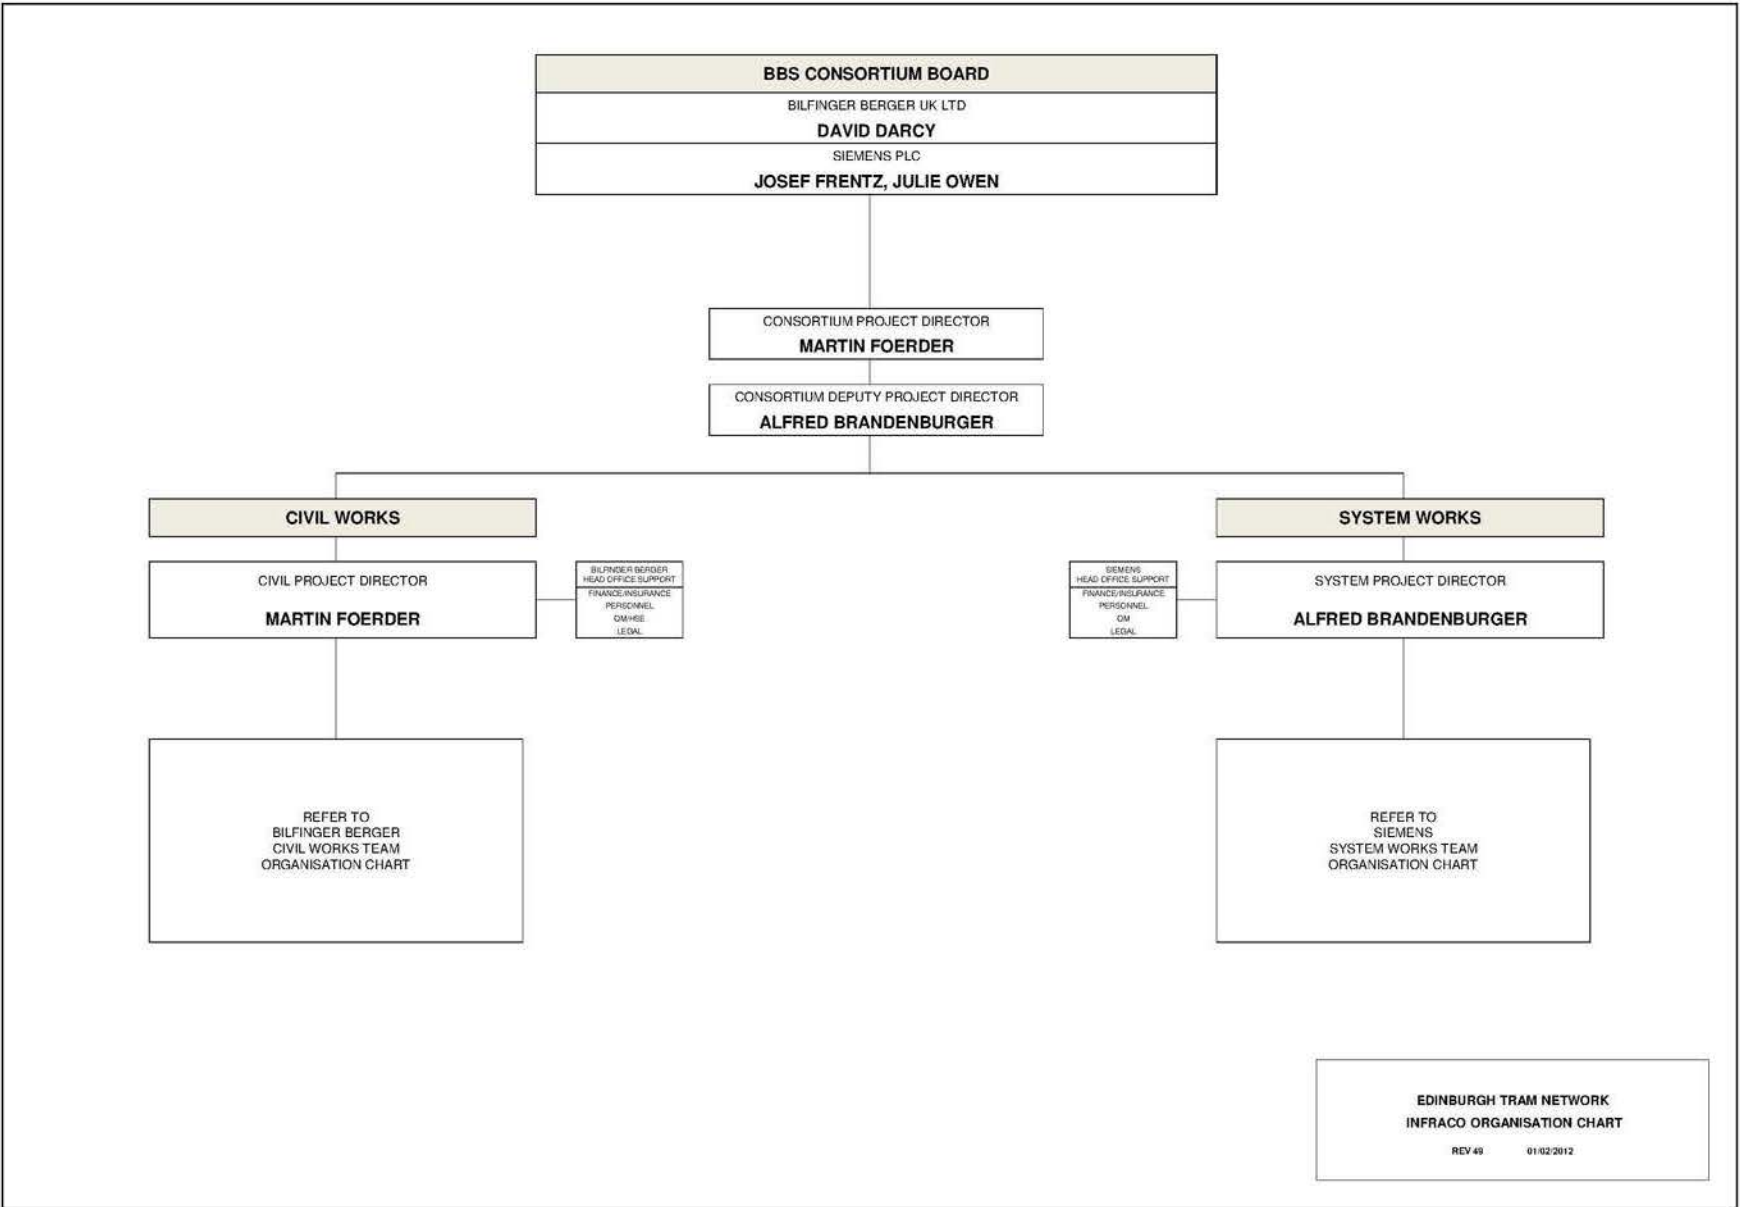 BBS CONSORTIUM BOARD
BILFINGER BERGER UK LTD
DAVID DARCY
SIEMENS PLC
JOSEF FRENTZ, JULIE OWEN
CONSORTIUM PROJECT DIRECTOR
MARTIN FOERDER
CONSORTIUM DEPUTY PROJECT DIRECTOR
ALFRED BRANDENBURGER
CIVIL WORKS
CIVIL PROJECT DIRECTOR
MARTIN FOERDER
BILFINGER BERGER
HEAD OFFICE SUPPORT
FINANCE/INSURANCE
PERSONNEL
QM/HSE
LEGAL
REFER TO
BILFINGER BERGER
CIVIL WORKS TEAM
ORGANISATION CHART
SYSTEM WORKS
SIEMENS
HEAD OFFICE SUPPORT
FINANCE/INSURANCE
PERSONNEL
QM
LEGAL
SYSTEM PROJECT DIRECTOR
ALFRED BRANDENBURGER
REFER TO
SIEMENS
SYSTEM WORKS TEAM
ORGANISATION CHART
EDINBURGH TRAM NETWORK
INFRACO ORGANISATION CHART
REV 49 01/02/2012